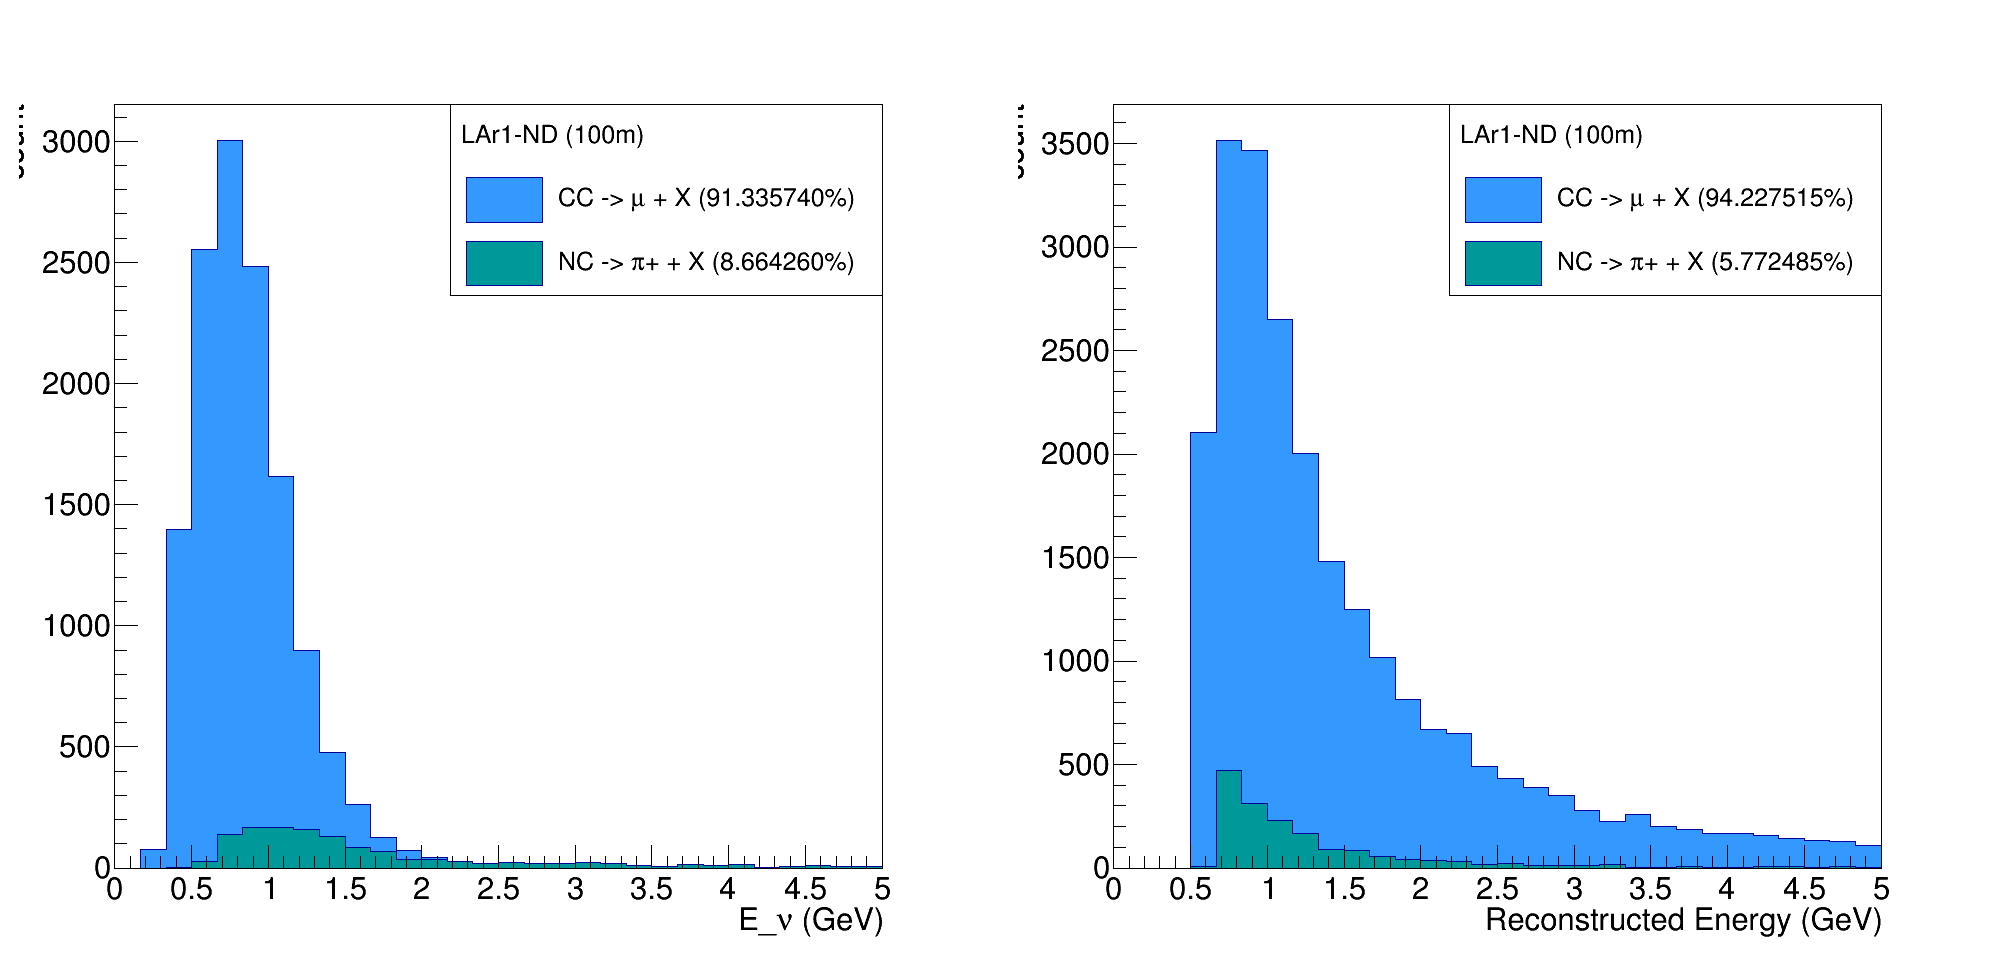 LAr1-ND (100m)
CC -> μ + X (91.335740%)
NC -> π+ + X (8.664260%)
3000
2500
2000
1500
1000
500
0
0 0.5 1 1.5 2 2.5 3 3.5 4 4.5 5
E_ν (GeV)
LAr1-ND (100m)
CC -> μ + X (94.227515%)
NC -> π+ + X (5.772485%)
3500
3000
2500
2000
1500
1000
500
0
0 0.5 1 1.5 2 2.5 3 3.5 4 4.5 5
Reconstructed Energy (GeV)